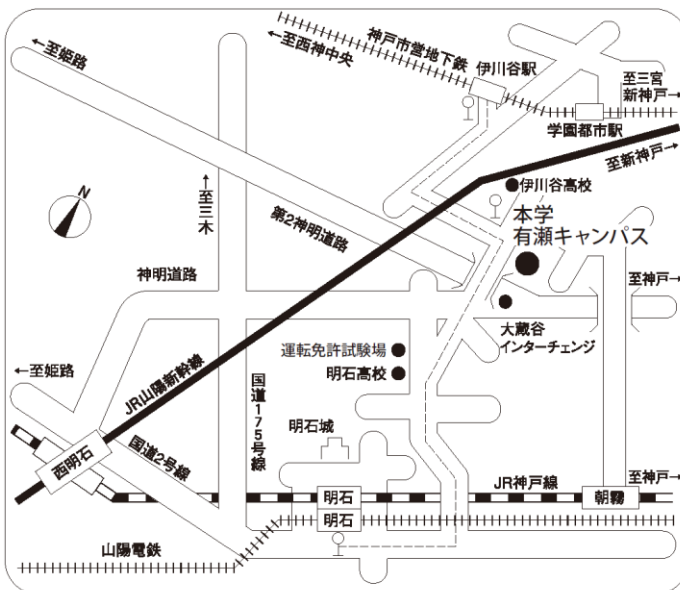 ←至姫路
←至西神中央
神戸市営地下鉄
伊川谷駅
至三宮
新神戸→
学園都市駅
至新神戸→
伊川谷高校
N
←至三木
第2神明道路
本学
有瀬キャンパス
神明道路
至神戸→
大蔵谷
インターチェンジ
運転免許試験場
明石高校
←至姫路
JR山陽新幹線
国道175号線
明石城
国道2号線
西明石
JR神戸線
至神戸→
明石
朝霧
明石
山陽電鉄